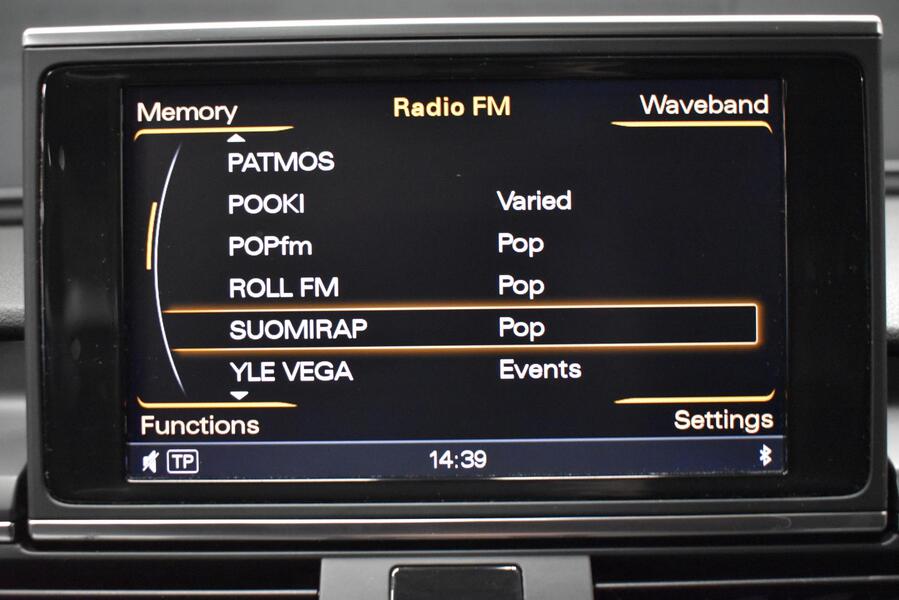 Memory Radio FM Waveband
PATMOS
POOKI Varied
POPfm Pop
ROLL FM Pop
SUOMIRAP Pop
YLE VEGA Events
Functions Settings
TP 14:39